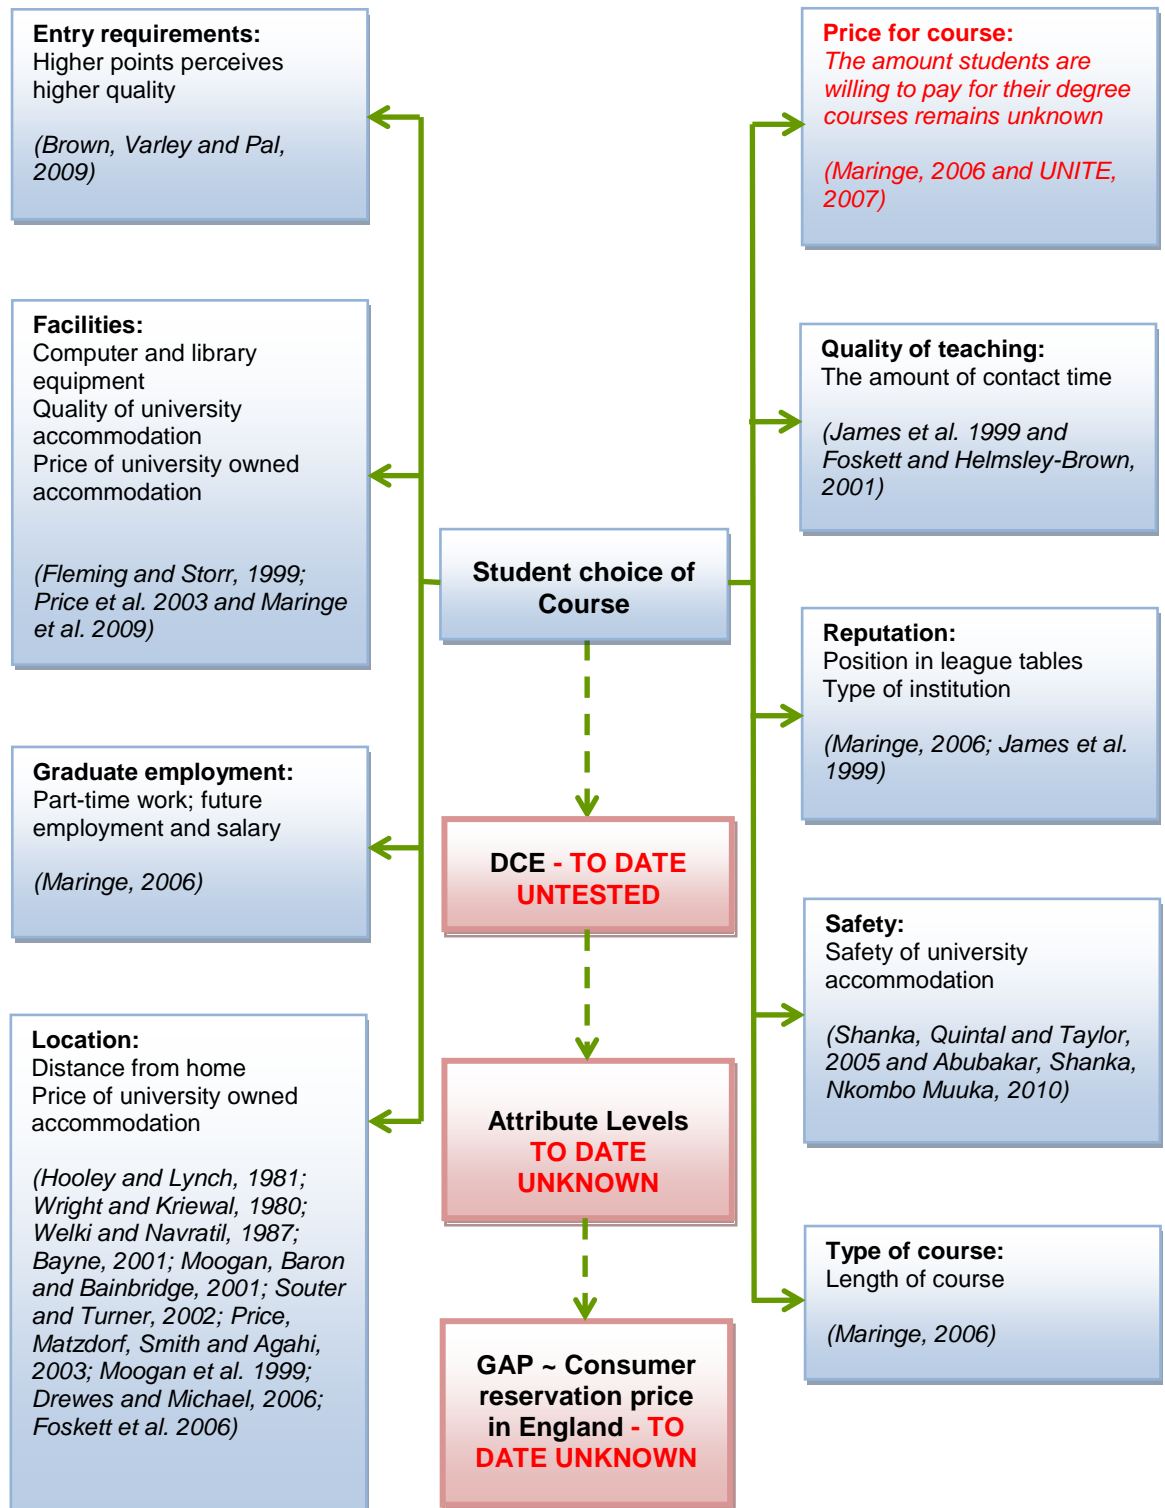 Entry requirements:
Higher points perceives
higher quality
(Brown, Varley and Pal,
2009)
Facilities:
Computer and library
equipment
Quality of university
accommodation
Price of university owned
accommodation
(Fleming and Storr, 1999;
Price et al. 2003 and Maringe
et al. 2009)
Graduate employment:
Part-time work; future
employment and salary
(Maringe, 2006)
Location:
Distance from home
Price of university owned
accommodation
(Hooley and Lynch, 1981;
Wright and Kriewal, 1980;
Welki and Navratil, 1987;
Bayne, 2001; Moogan, Baron
and Bainbridge, 2001; Souter
and Turner, 2002; Price,
Matzdorf, Smith and Agahi,
2003; Moogan et al. 1999;
Drewes and Michael, 2006;
Foskett et al. 2006)
Student choice of
Course
DCE - TO DATE
UNTESTED
Attribute Levels
TO DATE
UNKNOWN
GAP ~ Consumer
reservation price
in England - TO
DATE UNKNOWN
Price for course:
The amount students are
willing to pay for their degree
courses remains unknown
(Maringe, 2006 and UNITE,
2007)
Quality of teaching:
The amount of contact time
(James et al. 1999 and
Foskett and Helmsley-Brown,
2001)
Reputation:
Position in league tables
Type of institution
(Maringe, 2006; James et al.
1999)
Safety:
Safety of university
accommodation
(Shanka, Quintal and Taylor,
2005 and Abubakar, Shanka,
Nkombo Muuka, 2010)
Type of course:
Length of course
(Maringe, 2006)